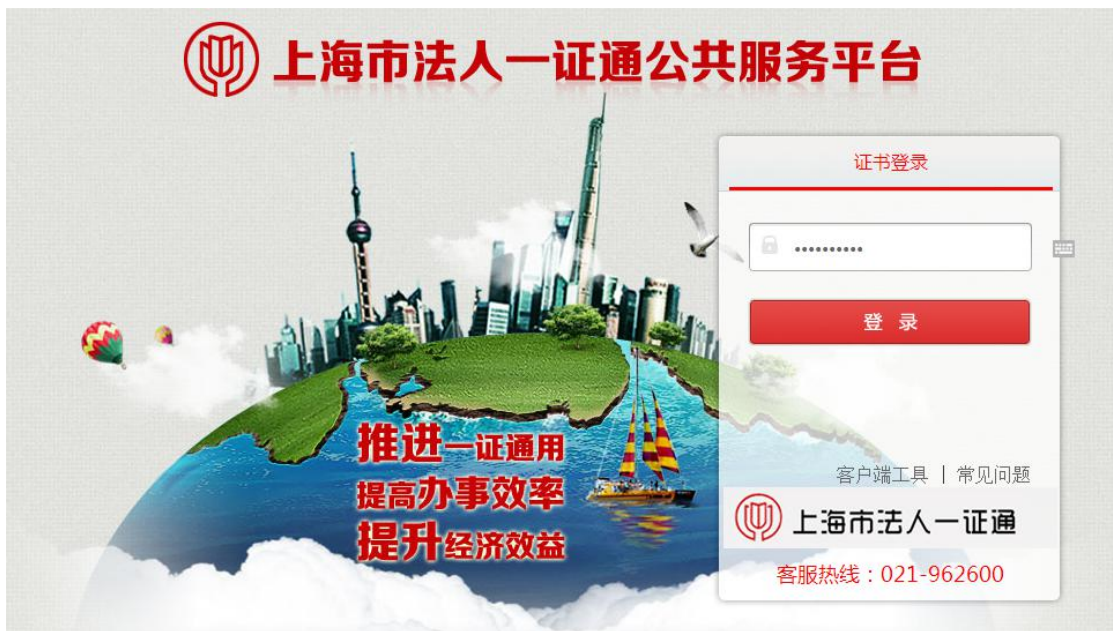 上海市法人一证通公共服务平台
证书登录
••••••••••
登 录
推进一证通用
提高办事效率
提升经济效益
客户端工具 | 常见问题
上海市法人一证通
客服热线：021-962600